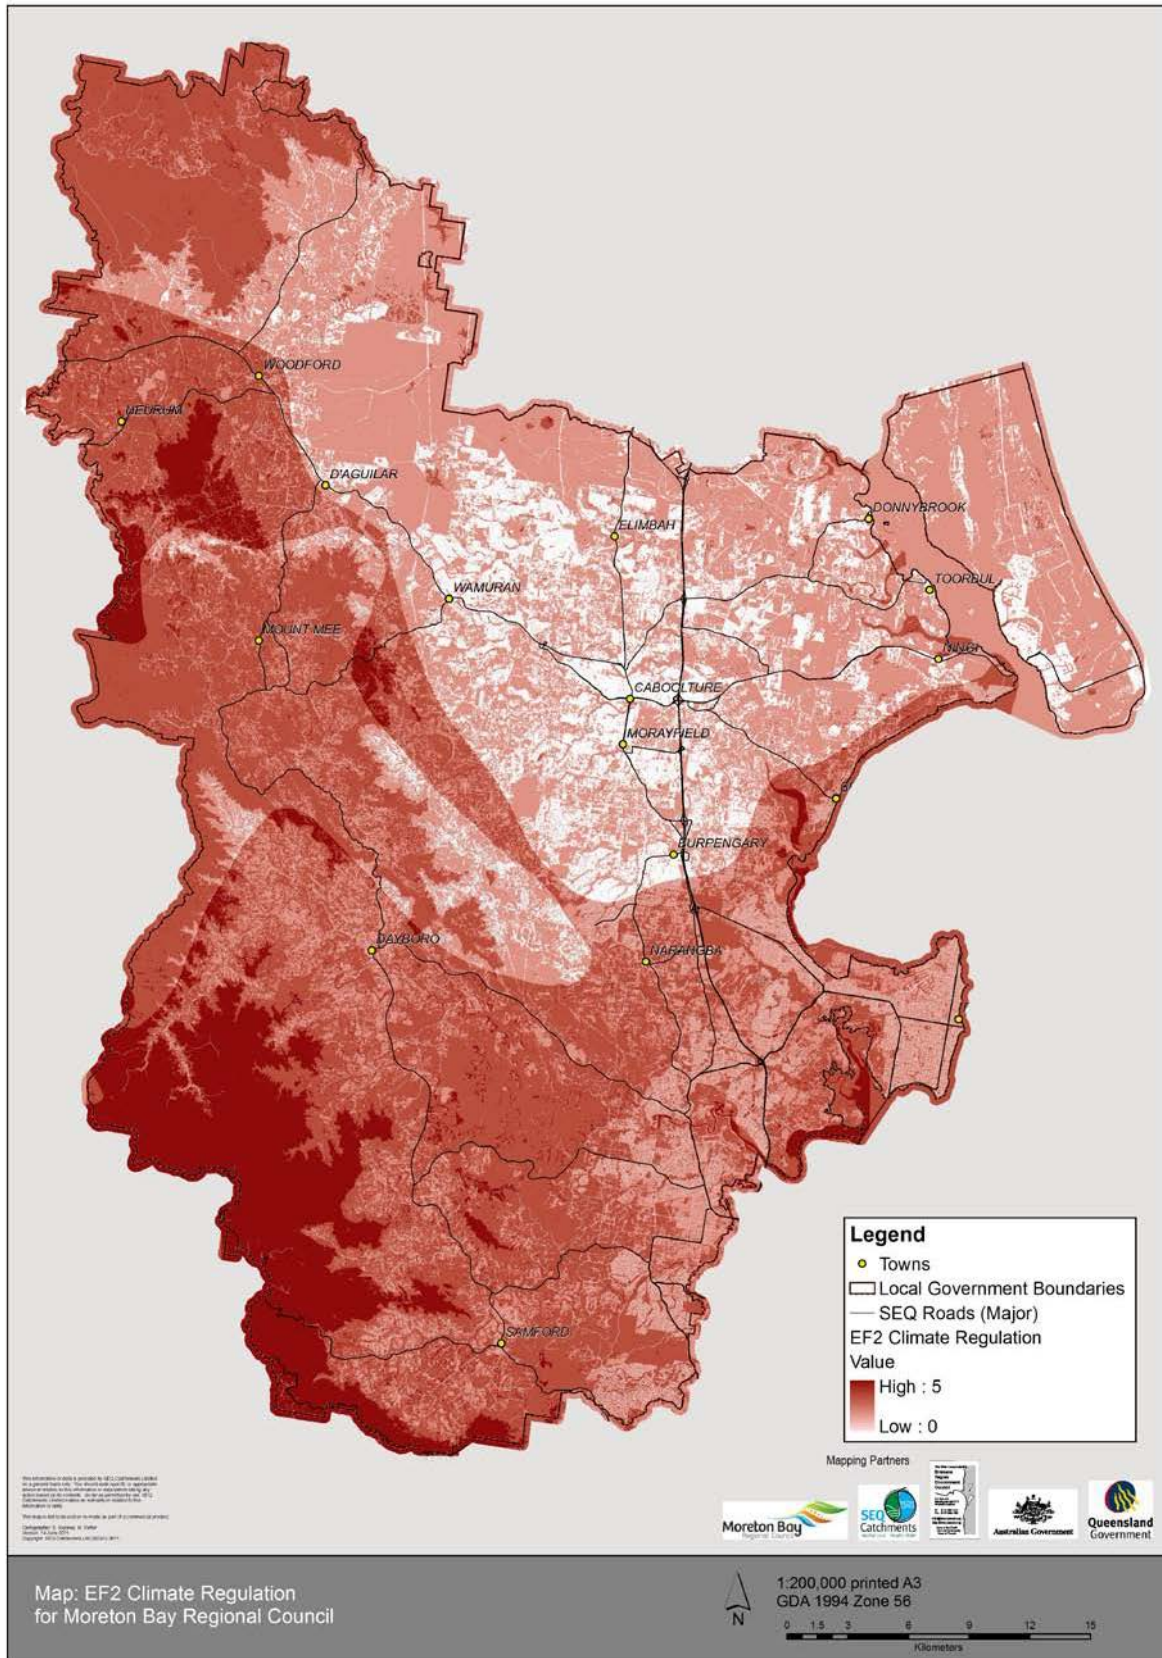 WOODFORD
NEURUM
D'AGUILAR
DONNYBROOK
ELIMBAH
TOORBUL
WAMURAN
MOUNT MEE
NINGI
CABOOLTURE
MORAYFIELD
BURPENGARY
DAYBORO
NARANGBA
SAMFORD
Legend
Towns
Local Government Boundaries
SEQ Roads (Major)
EF2 Climate Regulation
Value
High : 5
Low : 0
Mapping Partners
Moreton Bay
Regional Council
SEQ
Catchments
Australian Government
Queensland
Government
Map: EF2 Climate Regulation
for Moreton Bay Regional Council
N
1:200,000 printed A3
GDA 1994 Zone 56
0 1.5 3 6 9 12 15
Kilometers